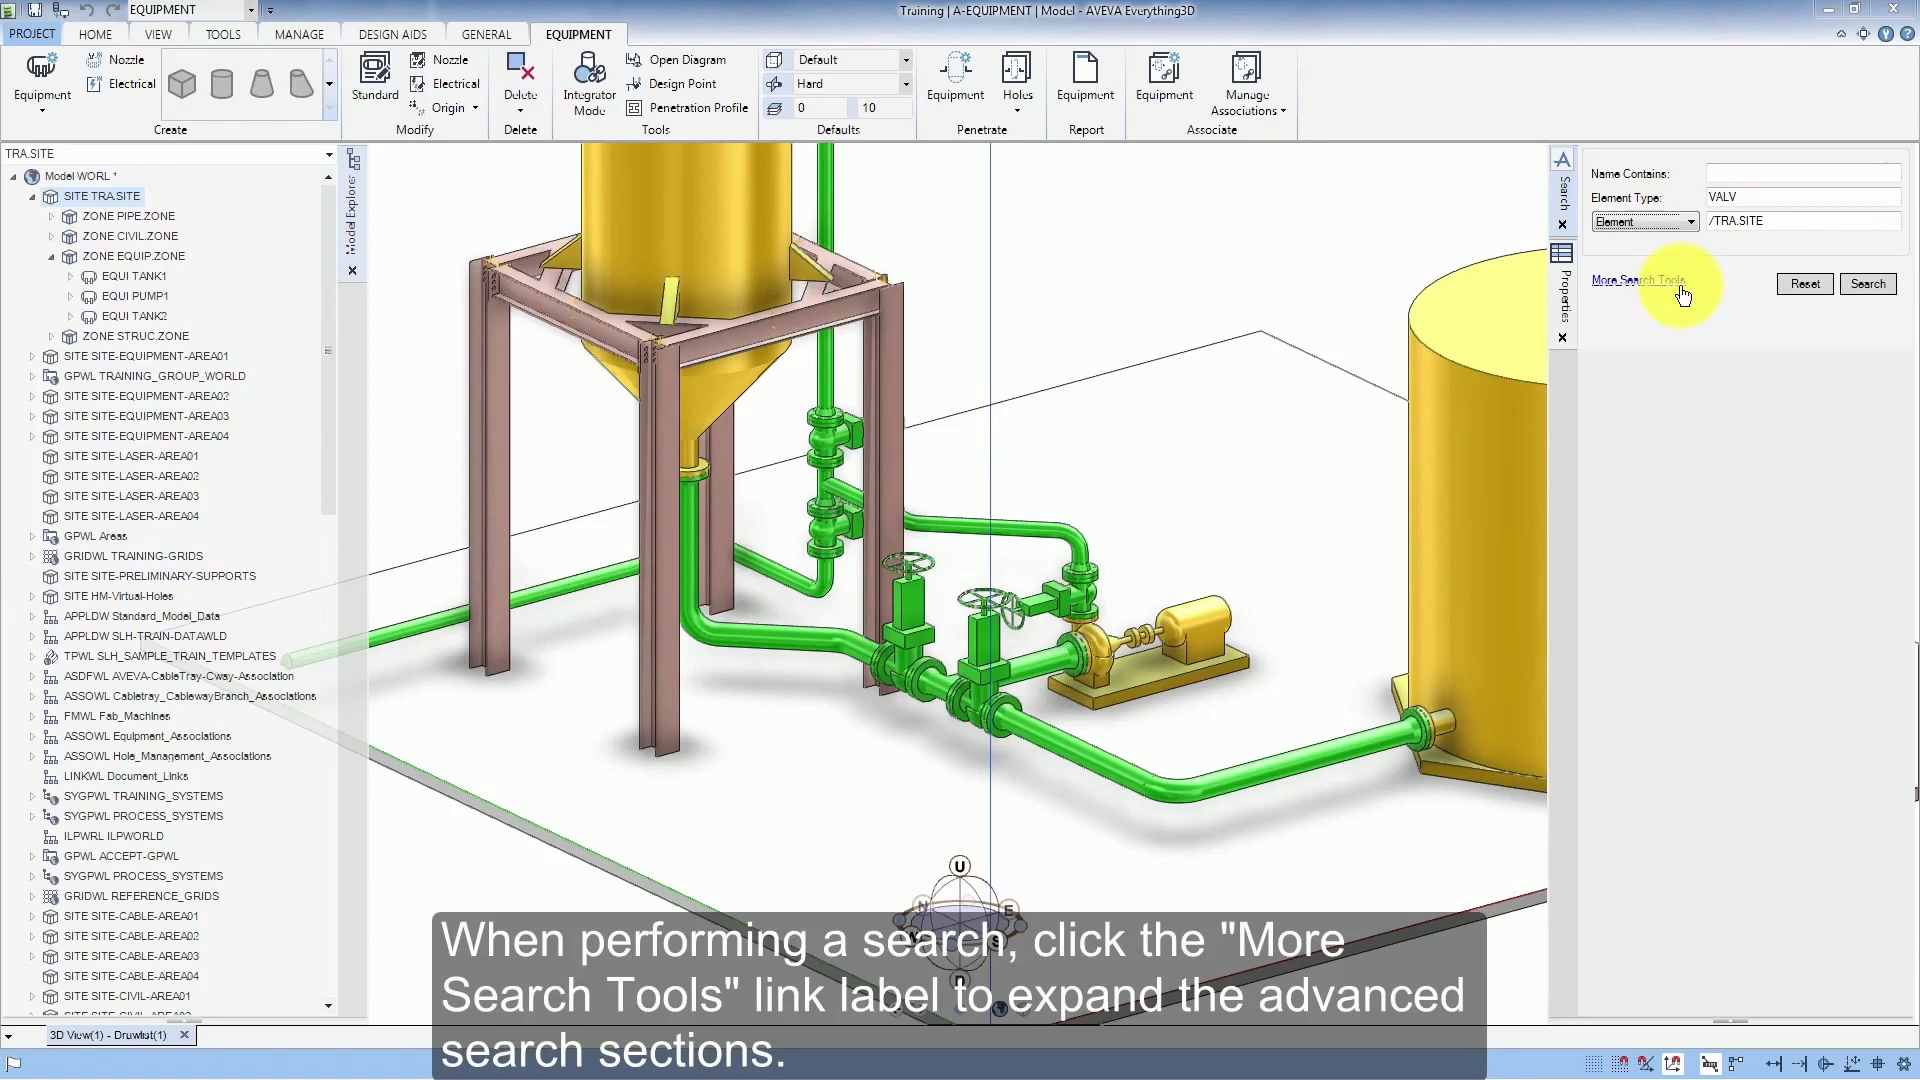 EQUIPMENT
Training | A-EQUIPMENT | Model - AVEVA Everything3D
PROJECT HOME VIEW TOOLS MANAGE DESIGN AIDS GENERAL EQUIPMENT
Equipment
Nozzle
Electrical
Create
Standard
Nozzle
Electrical
Origin
Modify
Delete
Delete
Integrator Mode
Open Diagram
Design Point
Penetration Profile
Tools
Default
Hard
0 10
Defaults
Equipment
Holes
Penetrate
Equipment
Report
Equipment
Manage Associations
Associate
TRA.SITE
Model WORL *
SITE TRA.SITE
ZONE PIPE.ZONE
ZONE CIVIL.ZONE
ZONE EQUIP.ZONE
EQUI TANK1
EQUI PUMP1
EQUI TANK2
ZONE STRUC.ZONE
SITE SITE-EQUIPMENT-AREA01
GPWL TRAINING_GROUP_WORLD
SITE SITE-EQUIPMENT-AREA02
SITE SITE-EQUIPMENT-AREA03
SITE SITE-EQUIPMENT-AREA04
SITE SITE-LASER-AREA01
SITE SITE-LASER-AREA02
SITE SITE-LASER-AREA03
SITE SITE-LASER-AREA04
GPWL Areas
GRIDWL TRAINING-GRIDS
SITE SITE-PRELIMINARY-SUPPORTS
SITE HM-Virtual-Holes
APPLDW Standard_Model_Data
APPLDW SLH-TRAIN-DATAWLD
TPWL SLH_SAMPLE_TRAIN_TEMPLATES
ASDFWL AVEVA-CableTray-Cway-Association
ASSOWL Cabletray_CablewayBranch_Associations
FMWL Fab_Machines
ASSOWL Equipment_Associations
ASSOWL Hole_Management_Associations
LINKWL Document_Links
SYGPWL TRAINING_SYSTEMS
SYGPWL PROCESS_SYSTEMS
ILPWRL ILPWORLD
GPWL ACCEPT-GPWL
SYGPWL PROCESS_SYSTEMS
GRIDWL REFERENCE_GRIDS
SITE SITE-CABLE-AREA01
SITE SITE-CABLE-AREA02
SITE SITE-CABLE-AREA03
SITE SITE-CABLE-AREA04
SITE SITE-CIVIL-AREA01
Model Explorer
Search
Properties
Name Contains:
Element Type: VALV
Element /TRA.SITE
More Search Tools
Reset Search
U
N E
W S
D
When performing a search, click the "More
Search Tools" link label to expand the advanced
search sections.
3D View(1) - Drawlist(1)